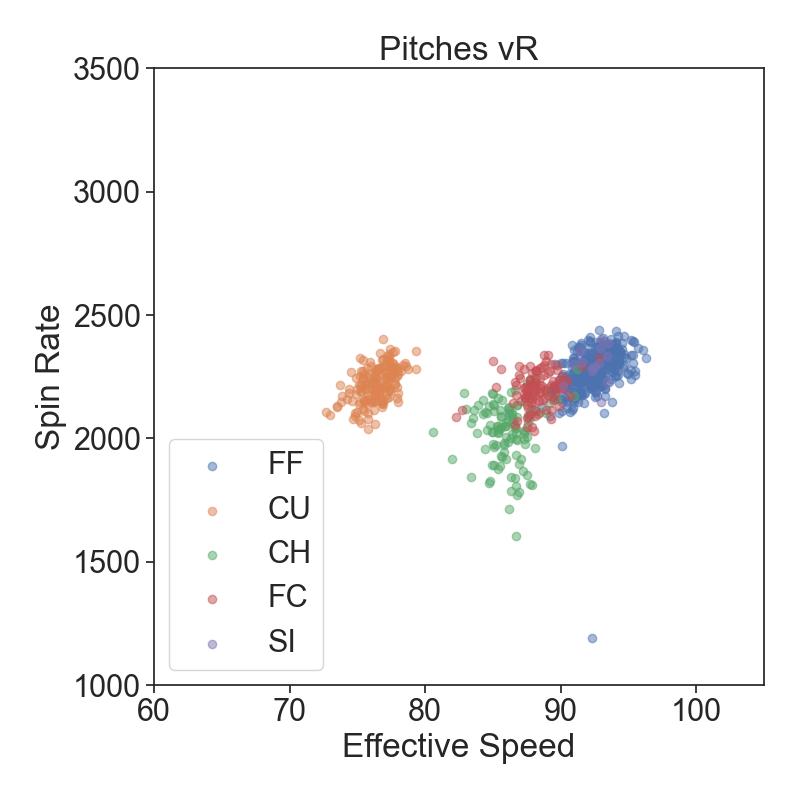 Pitches vR
3500
3000
2500
2000
1500
1000
Spin Rate
FF
CU
CH
FC
SI
60 70 80 90 100
Effective Speed